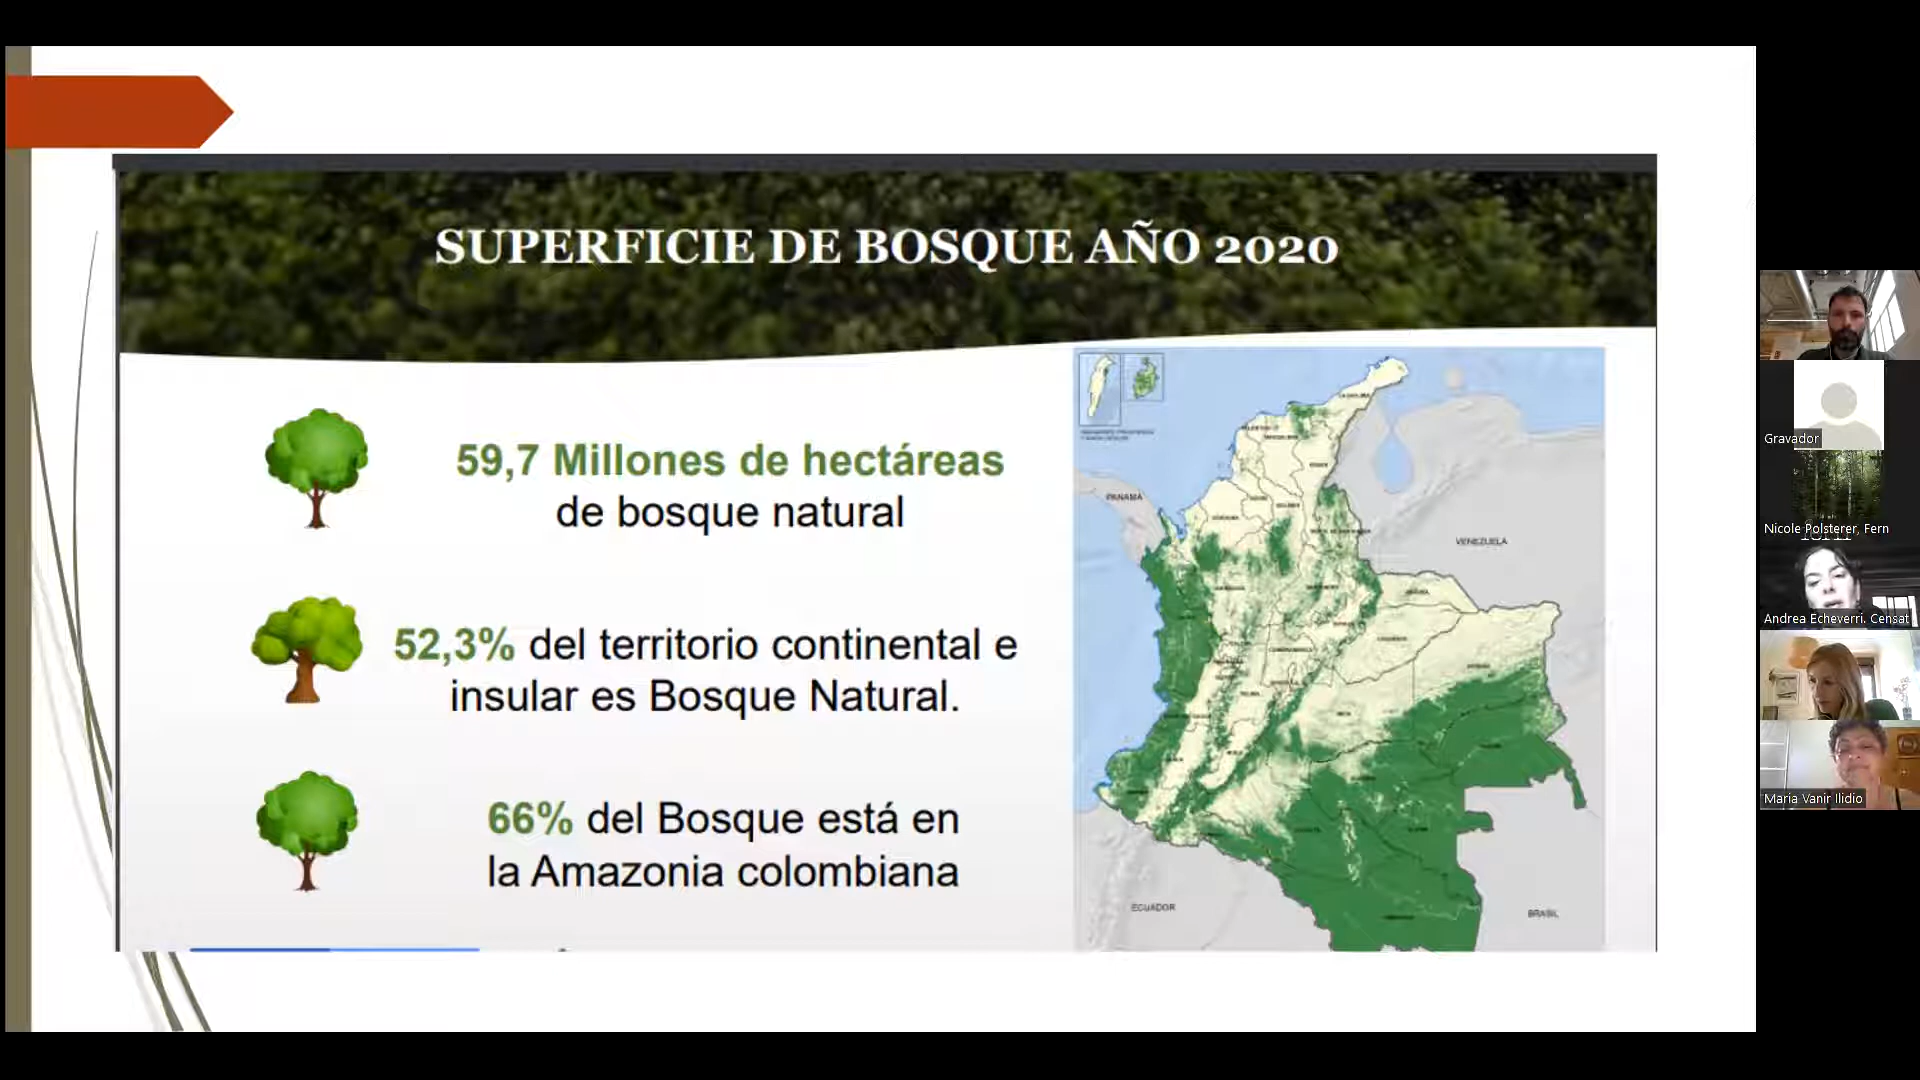 SUPERFICIE DE BOSQUE AÑO 2020
59,7 Millones de hectáreas
de bosque natural
52,3% del territorio continental e
insular es Bosque Natural.
66% del Bosque está en
la Amazonia colombiana
PANAMÁ
VENEZUELA
ECUADOR
BRASIL
Gravador
Nicole Polsterer, Fern
Andrea Echeverri. Censat
Maria Vanir Ilidio